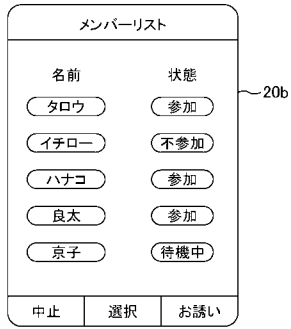 メンバーリスト
名前 状態
タロウ 参加
イチロー 不参加
ハナコ 参加
良太 参加
京子 待機中
中止 選択 お誘い
20b